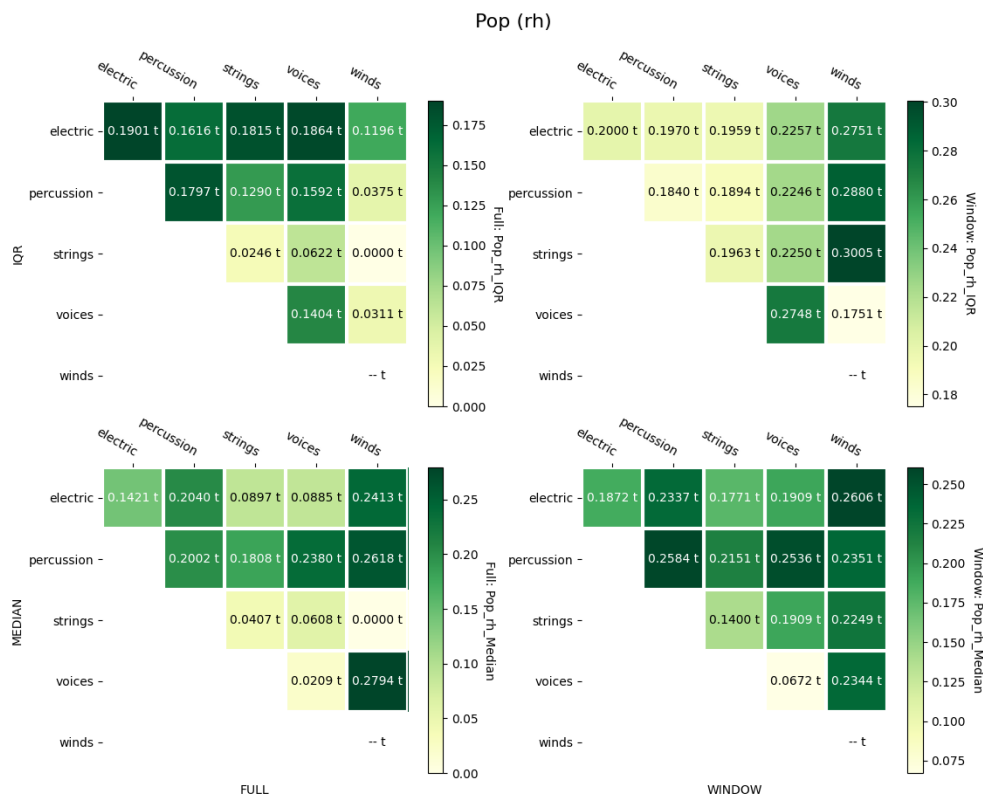 Pop (rh)
electric percussion strings voices winds
electric 0.1901 t 0.1616 t 0.1815 t 0.1864 t 0.1196 t
percussion 0.1797 t 0.1290 t 0.1592 t 0.0375 t
strings 0.0246 t 0.0622 t 0.0000 t
voices 0.1404 t 0.0311 t
winds -- t
IQR
0.175
0.150
0.125
0.100
0.075
0.050
0.025
0.000
Full: Pop_rh_IQR
electric percussion strings voices winds
0.2000 t 0.1970 t 0.1959 t 0.2257 t 0.2751 t
0.1840 t 0.1894 t 0.2246 t 0.2880 t
0.1963 t 0.2250 t 0.3005 t
0.2748 t 0.1751 t
-- t
0.30
0.28
0.26
0.24
0.22
0.20
0.18
Window: Pop_rh_IQR
electric percussion strings voices winds
electric 0.1421 t 0.2040 t 0.0897 t 0.0885 t 0.2413 t
percussion 0.2002 t 0.1808 t 0.2380 t 0.2618 t
strings 0.0407 t 0.0608 t 0.0000 t
voices 0.0209 t 0.2794 t
winds -- t
MEDIAN
FULL
0.25
0.20
0.15
0.10
0.05
0.00
Full: Pop_rh_Median
electric percussion strings voices winds
0.1872 t 0.2337 t 0.1771 t 0.1909 t 0.2606 t
0.2584 t 0.2151 t 0.2536 t 0.2351 t
0.1400 t 0.1909 t 0.2249 t
0.0672 t 0.2344 t
-- t
WINDOW
0.250
0.225
0.200
0.175
0.150
0.125
0.100
0.075
Window: Pop_rh_Median